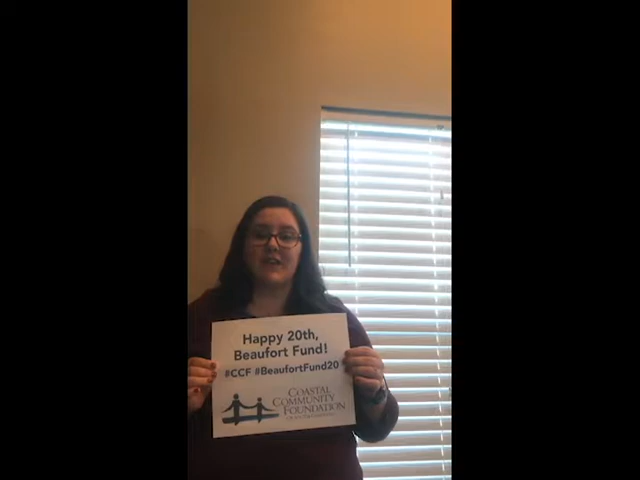 Happy 20th,
Beaufort Fund!
#CCF #BeaufortFund20
COASTAL
COMMUNITY
FOUNDATION